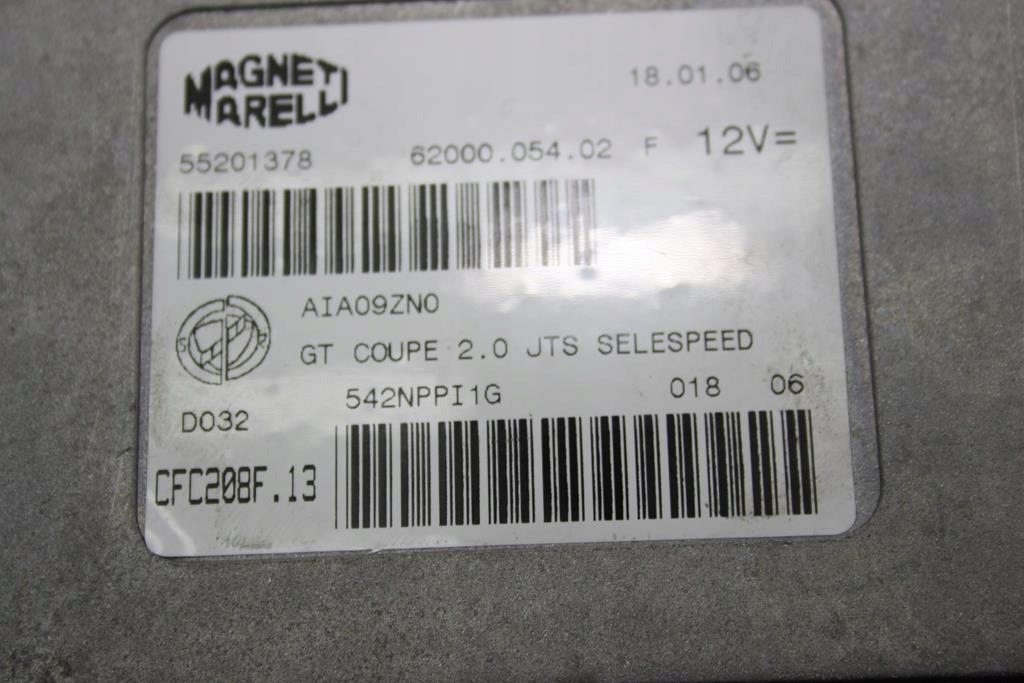 MAGNETI
MARELLI
18.01.06
55201378 62000.054.02 F 12V=
AIA09ZN0
GT COUPE 2.0 JTS SELESPEED
542NPPI1G 018 06
D032
CFC208F.13